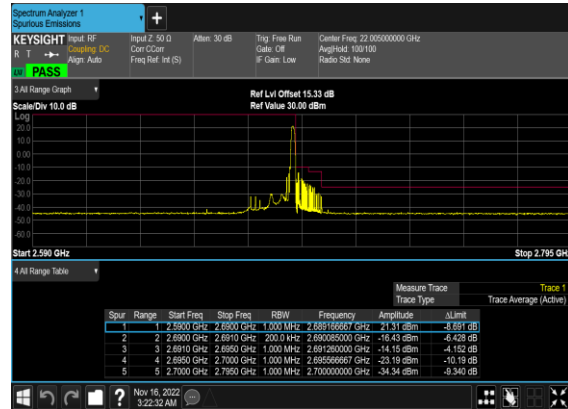 Spectrum Analyzer 1
Spurious Emissions
+
KEYSIGHT Input: RF Input Z: 50 Ω Atten: 30 dB Trig: Free Run Center Freq: 22.005000000 GHz
R T Coupling: DC Corr CCorr Gate: Off Avg|Hold: 100/100
Align: Auto Freq Ref: Int (S) IF Gain: Low Radio Std: None
LW PASS
3 All Range Graph
Ref Lvl Offset 15.33 dB
Scale/Div 10.0 dB Ref Value 30.00 dBm
Log
20.0
10.0
0.00
-10.0
-20.0
-30.0
-40.0
-50.0
-60.0
Start 2.590 GHz Stop 2.795 GH
4 All Range Table
Measure Trace Trace 1
Trace Type Trace Average (Active)
Spur Range Start Freq Stop Freq RBW Frequency Amplitude ΔLimit
1 1 2.5900 GHz 2.6900 GHz 1.000 MHz 2.689166667 GHz 21.31 dBm -8.691 dB
2 2 2.6900 GHz 2.6910 GHz 200.0 kHz 2.690085000 GHz -16.43 dBm -6.428 dB
3 3 2.6910 GHz 2.6950 GHz 1.000 MHz 2.691260000 GHz -14.15 dBm -4.152 dB
4 4 2.6950 GHz 2.7000 GHz 1.000 MHz 2.695566667 GHz -23.19 dBm -10.19 dB
5 5 2.7000 GHz 2.7950 GHz 1.000 MHz 2.700000000 GHz -34.34 dBm -9.340 dB
? Nov 16, 2022
3:22:32 AM